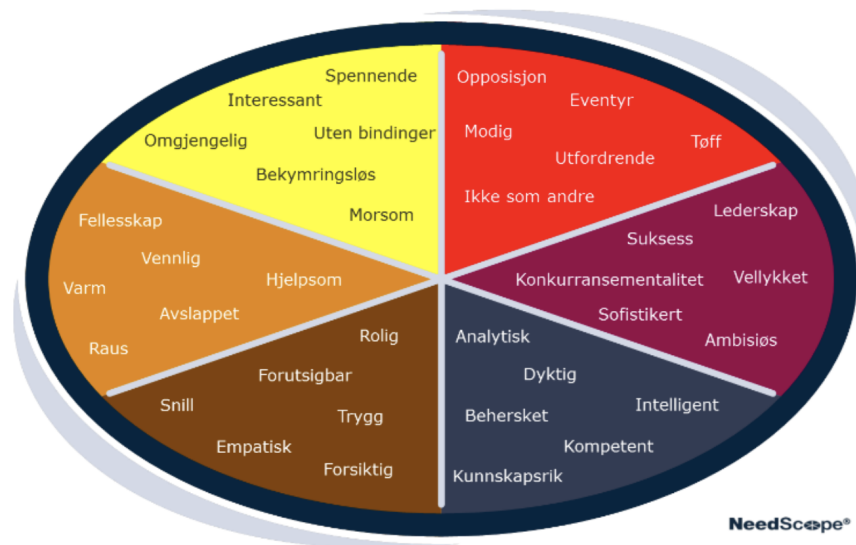 Spennende
Interessant
Omgjengelig
Uten bindinger
Bekymringsløs
Morsom
Opposisjon
Eventyr
Modig
Tøff
Utfordrende
Ikke som andre
Fellesskap
Vennlig
Varm
Hjelpsom
Avslappet
Raus
Lederskap
Suksess
Konkurransementalitet
Vellykket
Sofistikert
Ambisiøs
Rolig
Forutsigbar
Snill
Trygg
Empatisk
Forsiktig
Analytisk
Dyktig
Intelligent
Behersket
Kompetent
Kunnskapsrik
NeedScope®